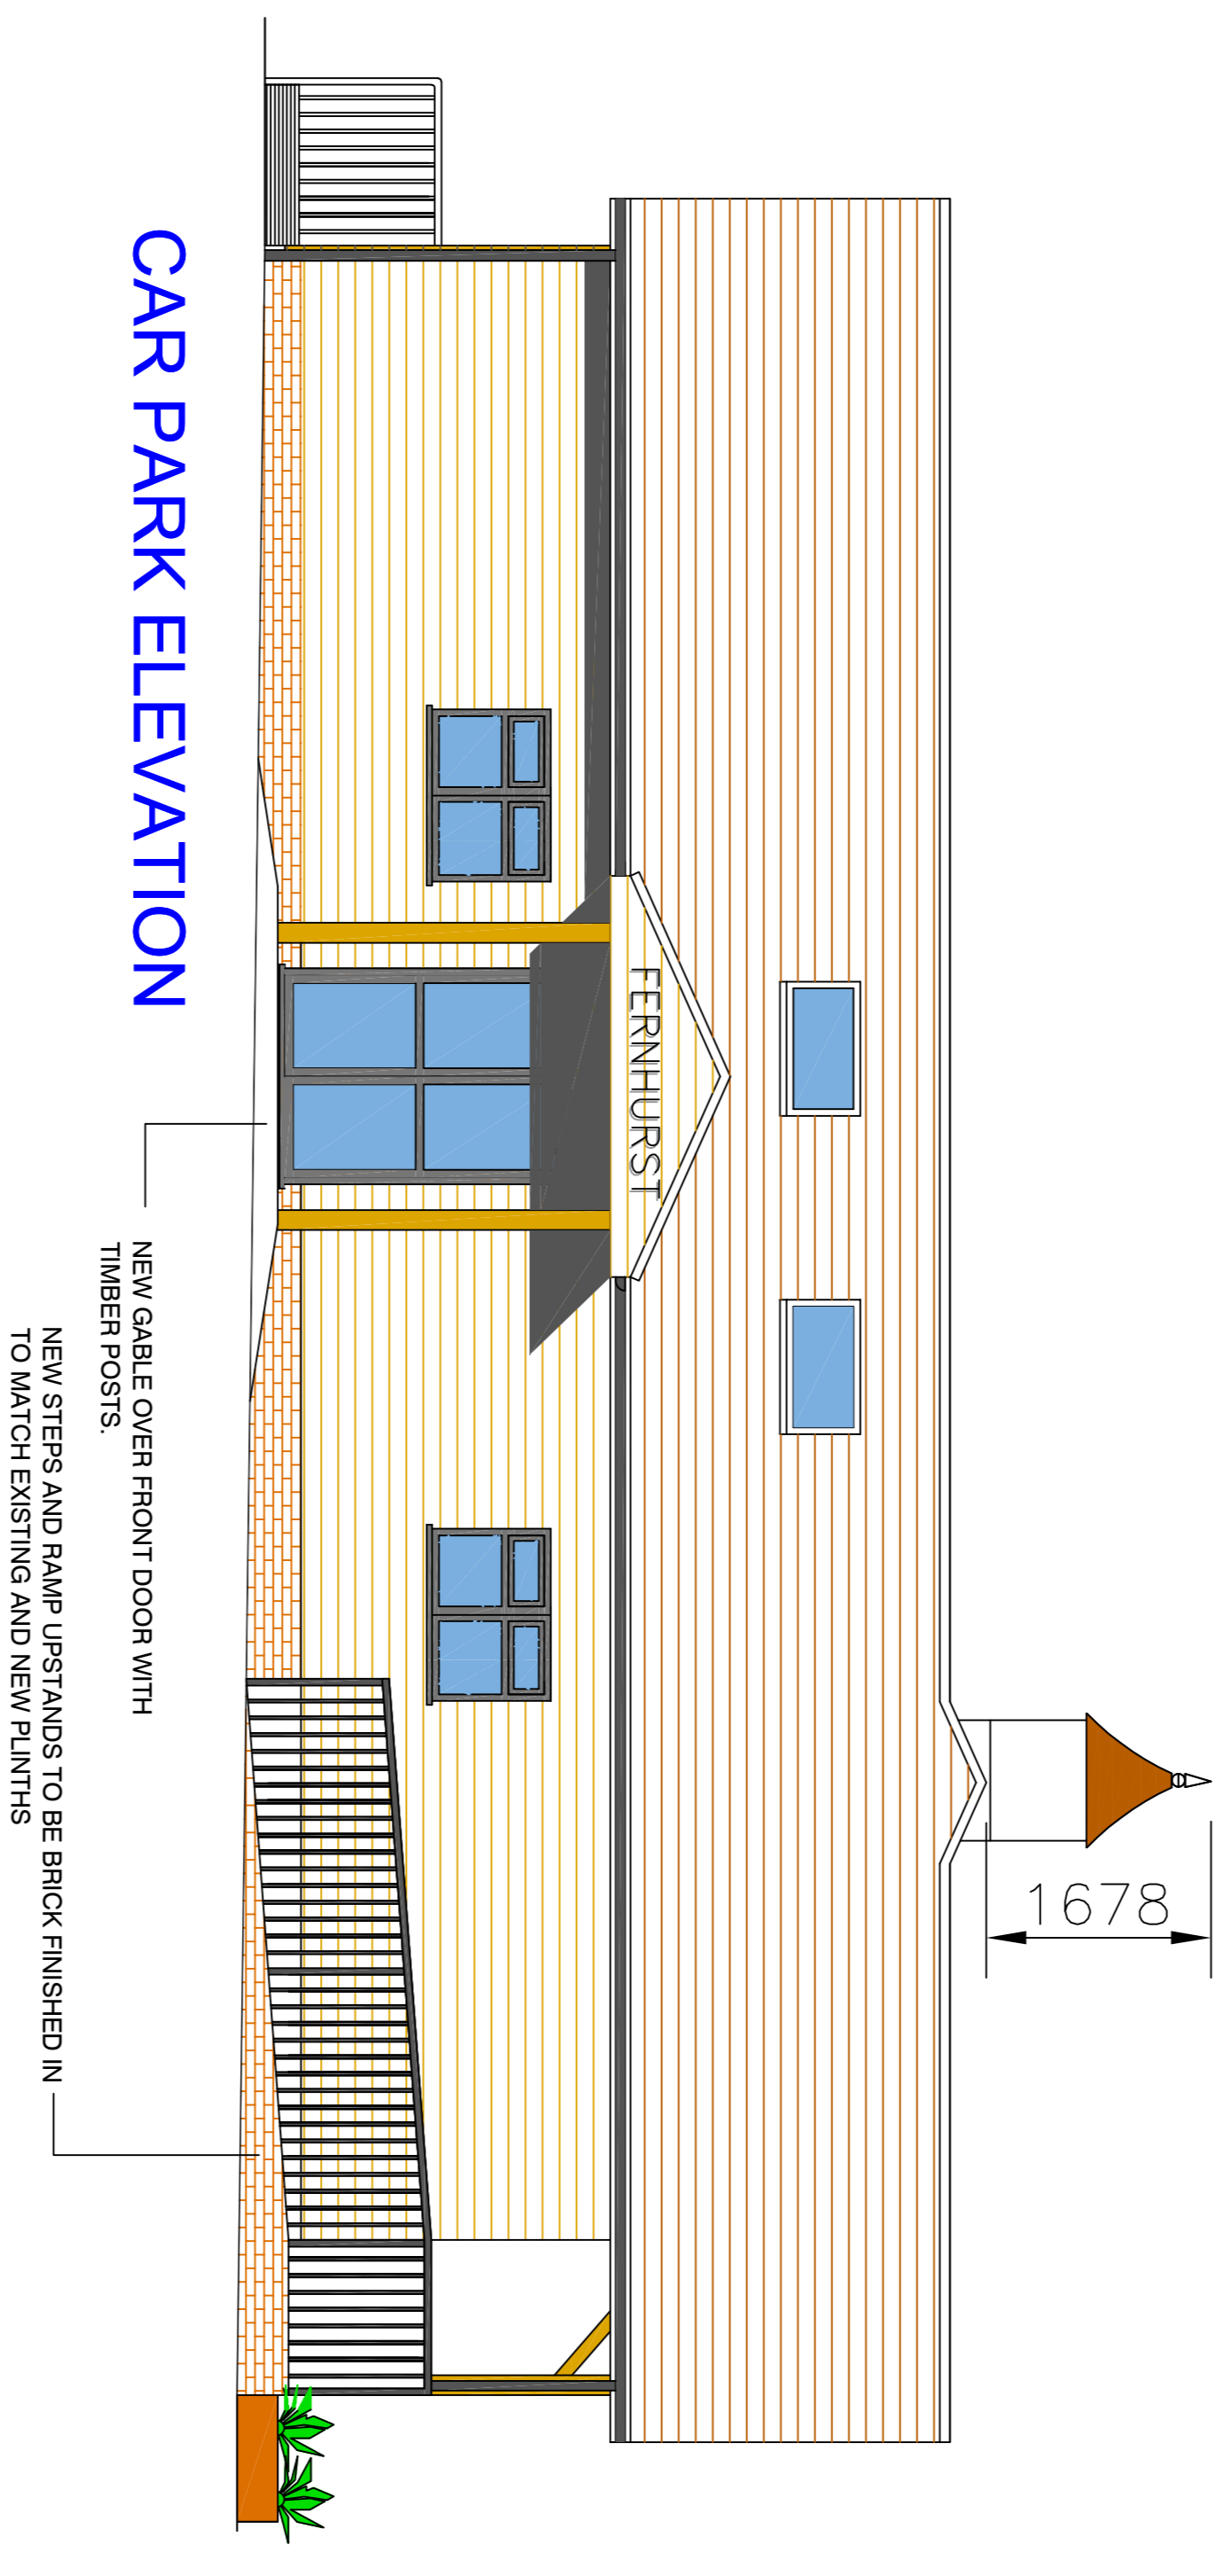 1678
FERNHURST
CAR PARK ELEVATION
NEW GABLE OVER FRONT DOOR WITH
TIMBER POSTS.
NEW STEPS AND RAMP UPSTANDS TO BE BRICK FINISHED IN
TO MATCH EXISTING AND NEW PLINTHS